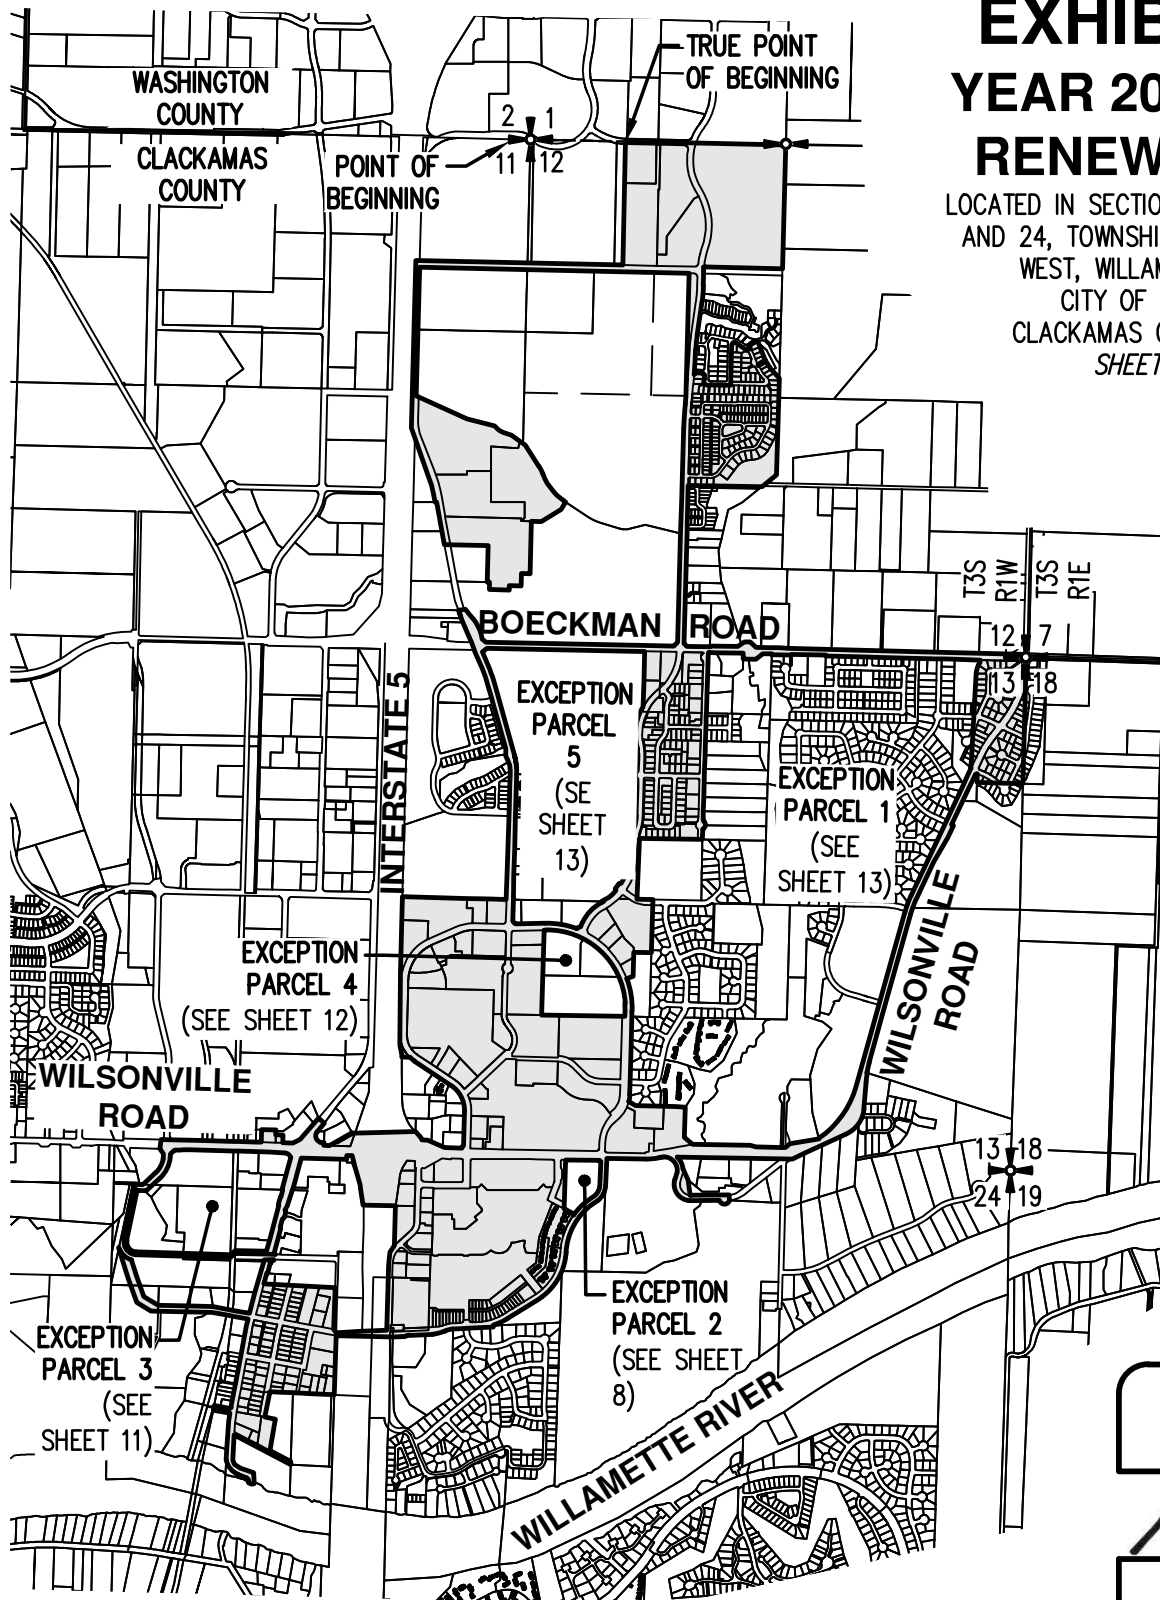 EXHIB
YEAR 20
RENEW
LOCATED IN SECTIO
AND 24, TOWNSHI
WEST, WILLAM
CITY OF
CLACKAMAS C
SHEET
TRUE POINT
OF BEGINNING
WASHINGTON
COUNTY
CLACKAMAS
COUNTY
2 1
11 12
POINT OF
BEGINNING
T3S
R1W
T3S
R1E
12 7
13 18
BOECKMAN ROAD
INTERSTATE 5
EXCEPTION
PARCEL
5
(SE
SHEET
13)
EXCEPTION
PARCEL 1
(SEE
SHEET 13)
WILSONVILLE
ROAD
EXCEPTION
PARCEL 4
(SEE SHEET 12)
WILSONVILLE
ROAD
13 18
24 19
EXCEPTION
PARCEL 2
(SEE SHEET
8)
EXCEPTION
PARCEL 3
(SEE
SHEET 11)
WILLAMETTE RIVER